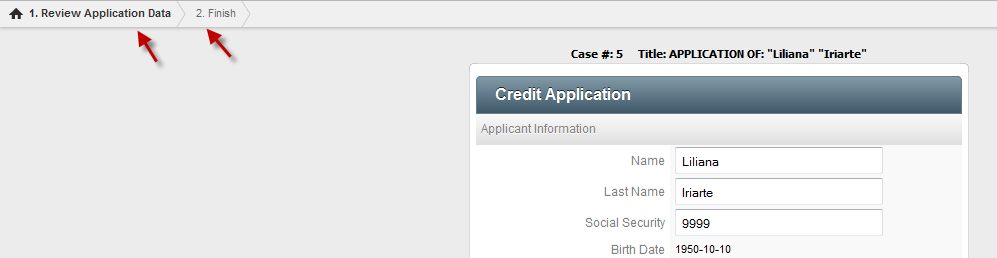 1. Review Application Data 2. Finish
Case #: 5 Title: APPLICATION OF: "Liliana" "Iriarte"
Credit Application
Applicant Information
Name Liliana
Last Name Iriarte
Social Security 9999
Birth Date 1950-10-10